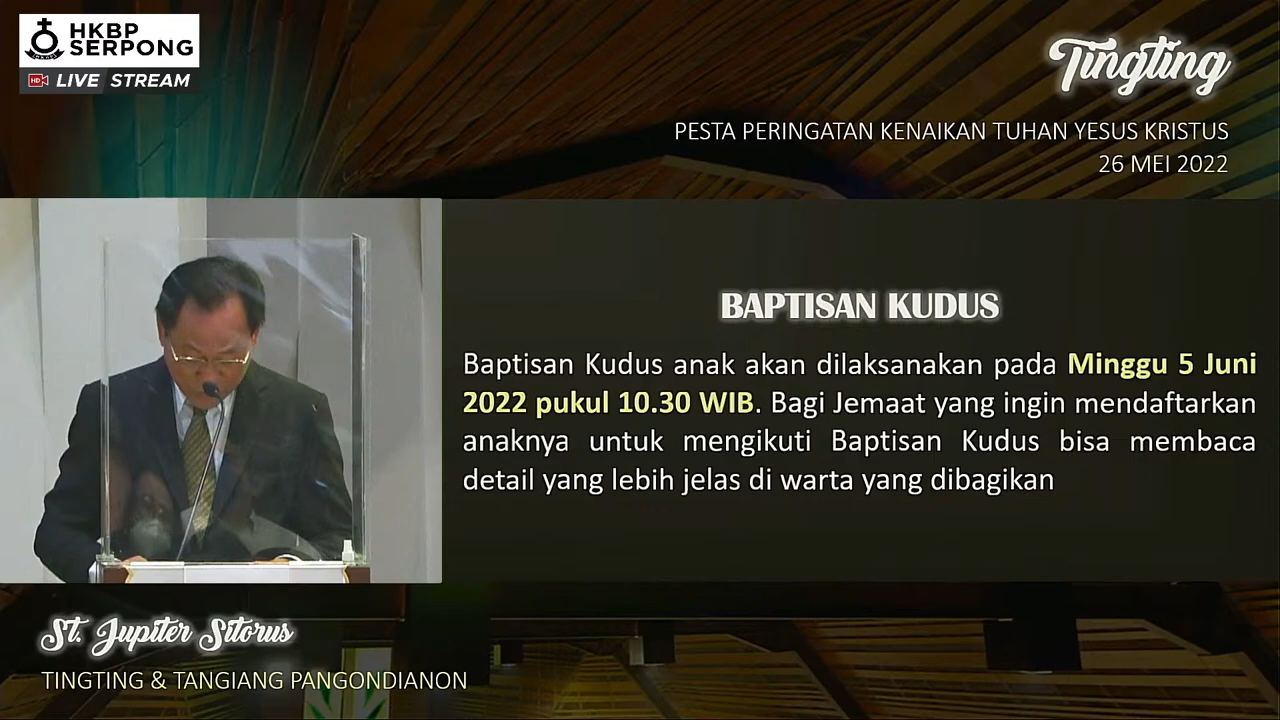 HKBP
SERPONG
HD LIVE STREAM
Tingting
PESTA PERINGATAN KENAIKAN TUHAN YESUS KRISTUS
26 MEI 2022
BAPTISAN KUDUS
Baptisan Kudus anak akan dilaksanakan pada Minggu 5 Juni
2022 pukul 10.30 WIB. Bagi Jemaat yang ingin mendaftarkan
anaknya untuk mengikuti Baptisan Kudus bisa membaca
detail yang lebih jelas di warta yang dibagikan
St. Jupiter Sitorus
TINGTING & TANGIANG PANGONDIANON